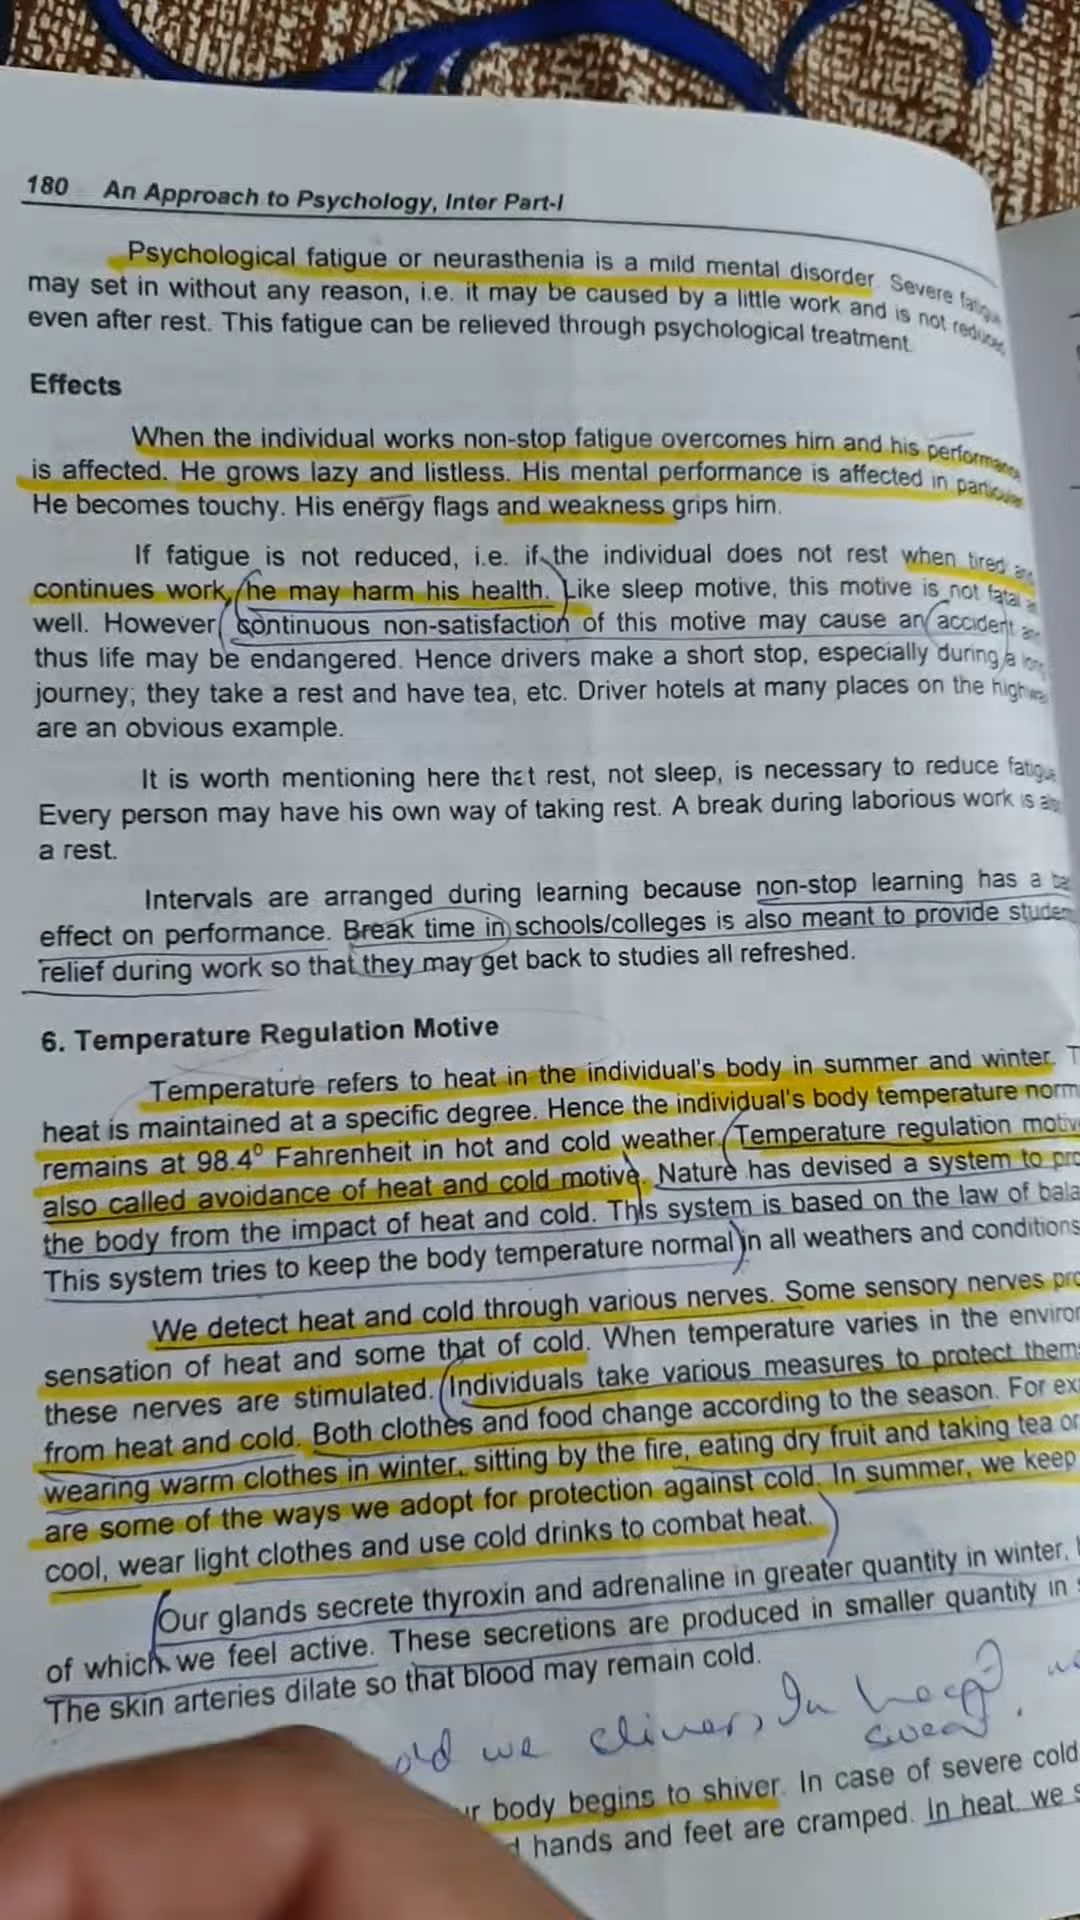 180 An Approach to Psychology, Inter Part-I
Psychological fatigue or neurasthenia is a mild mental disorder Severe fatigue
may set in without any reason, i.e. it may be caused by a little work and is not reduced
even after rest. This fatigue can be relieved through psychological treatment.
Effects
When the individual works non-stop fatigue overcomes him and his performance
is affected. He grows lazy and listless. His mental performance is affected in particular
He becomes touchy. His energy flags and weakness grips him.
If fatigue is not reduced, i.e. if the individual does not rest when tired and
continues work, he may harm his health. Like sleep motive, this motive is not fatal
well. However continuous non-satisfaction of this motive may cause an accident
thus life may be endangered. Hence drivers make a short stop, especially during a long
journey; they take a rest and have tea, etc. Driver hotels at many places on the
are an obvious example.
It is worth mentioning here that rest, not sleep, is necessary to reduce fatigue
Every person may have his own way of taking rest. A break during laborious work is
a rest.
Intervals are arranged during learning because non-stop learning has a
effect on performance. Break time in schools/colleges is also meant to provide
relief during work so that they may get back to studies all refreshed.
6. Temperature Regulation Motive
Temperature refers to heat in the individual's body in summer and winter.
heat is maintained at a specific degree. Hence the individual's body temperature
remains at 98.4° Fahrenheit in hot and cold weather. Temperature regulation
also called avoidance of heat and cold motive. Nature has devised a system to
the body from the impact of heat and cold. This system is based on the law of
This system tries to keep the body temperature normal in all weathers and conditions
We detect heat and cold through various nerves. Some sensory nerves
sensation of heat and some that of cold. When temperature varies in the
these nerves are stimulated. Individuals take various measures to protect
from heat and cold. Both clothes and food change according to the season. For
wearing warm clothes in winter, sitting by the fire, eating dry fruit and taking tea or
are some of the ways we adopt for protection against cold. In summer, we keep
cool, wear light clothes and use cold drinks to combat heat.
Our glands secrete thyroxin and adrenaline in greater quantity in winter,
of which we feel active. These secretions are produced in smaller quantity in
The skin arteries dilate so that blood may remain cold.
we In
sweat.
body begins to shiver. In case of severe cold
hands and feet are cramped. In heat we